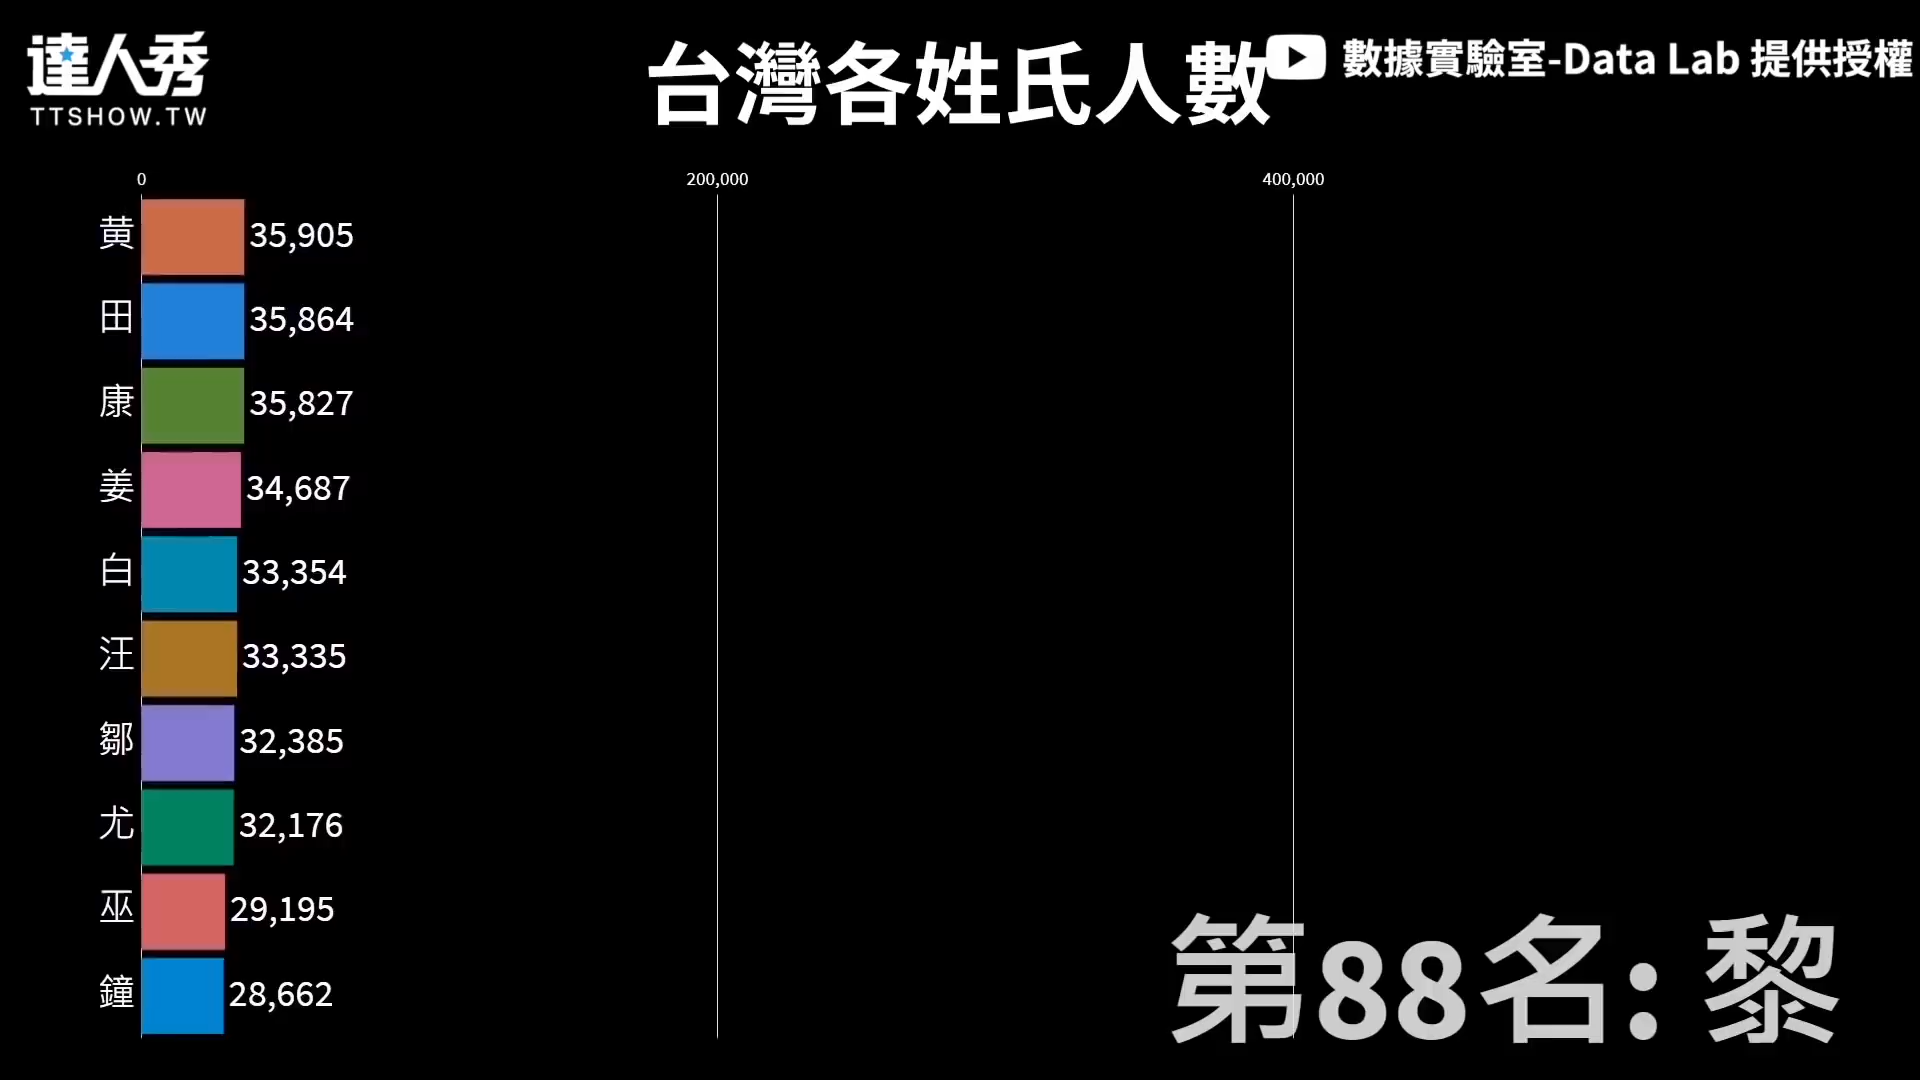 達人秀
TTSHOW.TW
台灣各姓氏人數
數據實驗室-Data Lab 提供授權
0 200,000 400,000
黄 35,905
田 35,864
康 35,827
姜 34,687
白 33,354
汪 33,335
鄒 32,385
尤 32,176
巫 29,195
鐘 28,662
第88名: 黎